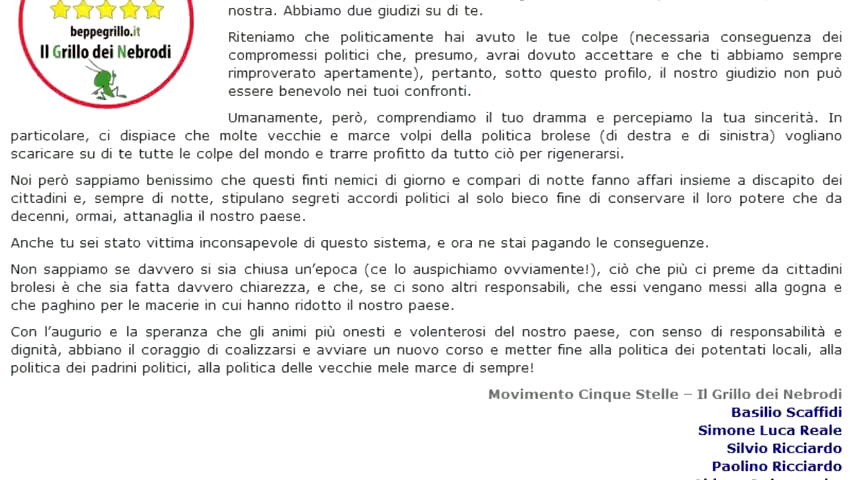 nostra. Abbiamo due giudizi su di te.
beppegrillo.it
Il Grillo dei Nebrodi
Riteniamo che politicamente hai avuto le tue colpe (necessaria conseguenza dei
compromessi politici che, presumo, avrai dovuto accettare e che ti abbiamo sempre
rimproverato apertamente), pertanto, sotto questo profilo, il nostro giudizio non può
essere benevolo nei tuoi confronti.
Umanamente, però, comprendiamo il tuo dramma e percepiamo la tua sincerità. In
particolare, ci dispiace che molte vecchie e marce volpi della politica brolese (di destra e di sinistra) vogliano
scaricare su di te tutte le colpe del mondo e trarre profitto da tutto ciò per rigenerarsi.
Noi però sappiamo benissimo che questi finti nemici di giorno e compari di notte fanno affari insieme a discapito dei
cittadini e, sempre di notte, stipulano segreti accordi politici al solo bieco fine di conservare il loro potere che da
decenni, ormai, attanaglia il nostro paese.
Anche tu sei stato vittima inconsapevole di questo sistema, e ora ne stai pagando le conseguenze.
Non sappiamo se davvero si sia chiusa un'epoca (ce lo auspichiamo ovviamente!), ciò che più ci preme da cittadini
brolesi è che sia fatta davvero chiarezza, e che, se ci sono altri responsabili, che essi vengano messi alla gogna e
che paghino per le macerie in cui hanno ridotto il nostro paese.
Con l'augurio e la speranza che gli animi più onesti e volenterosi del nostro paese, con senso di responsabilità e
dignità, abbiano il coraggio di coalizzarsi e avviare un nuovo corso e metter fine alla politica dei potentati locali, alla
politica dei padrini politici, alla politica delle vecchie mele marce di sempre!
Movimento Cinque Stelle – Il Grillo dei Nebrodi
Basilio Scaffidi
Simone Luca Reale
Silvio Ricciardo
Paolino Ricciardo